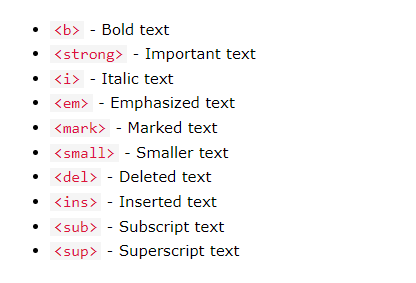 <b> - Bold text
<strong> - Important text
<i> - Italic text
<em> - Emphasized text
<mark> - Marked text
<small> - Smaller text
<del> - Deleted text
<ins> - Inserted text
<sub> - Subscript text
<sup> - Superscript text